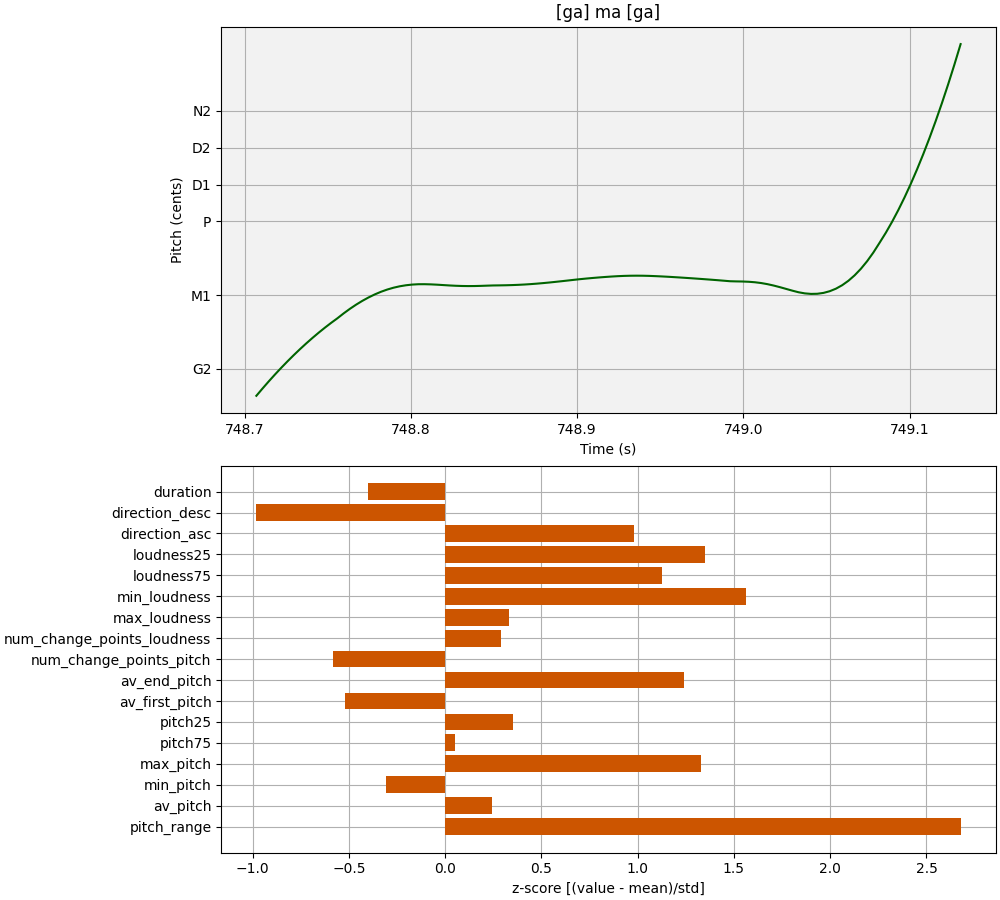 [ga] ma [ga]
N2
D2
D1
P
M1
G2
Pitch (cents)
748.7 748.8 748.9 749.0 749.1
Time (s)
duration
direction_desc
direction_asc
loudness25
loudness75
min_loudness
max_loudness
num_change_points_loudness
num_change_points_pitch
av_end_pitch
av_first_pitch
pitch25
pitch75
max_pitch
min_pitch
av_pitch
pitch_range
−1.0 −0.5 0.0 0.5 1.0 1.5 2.0 2.5
z-score [(value - mean)/std]